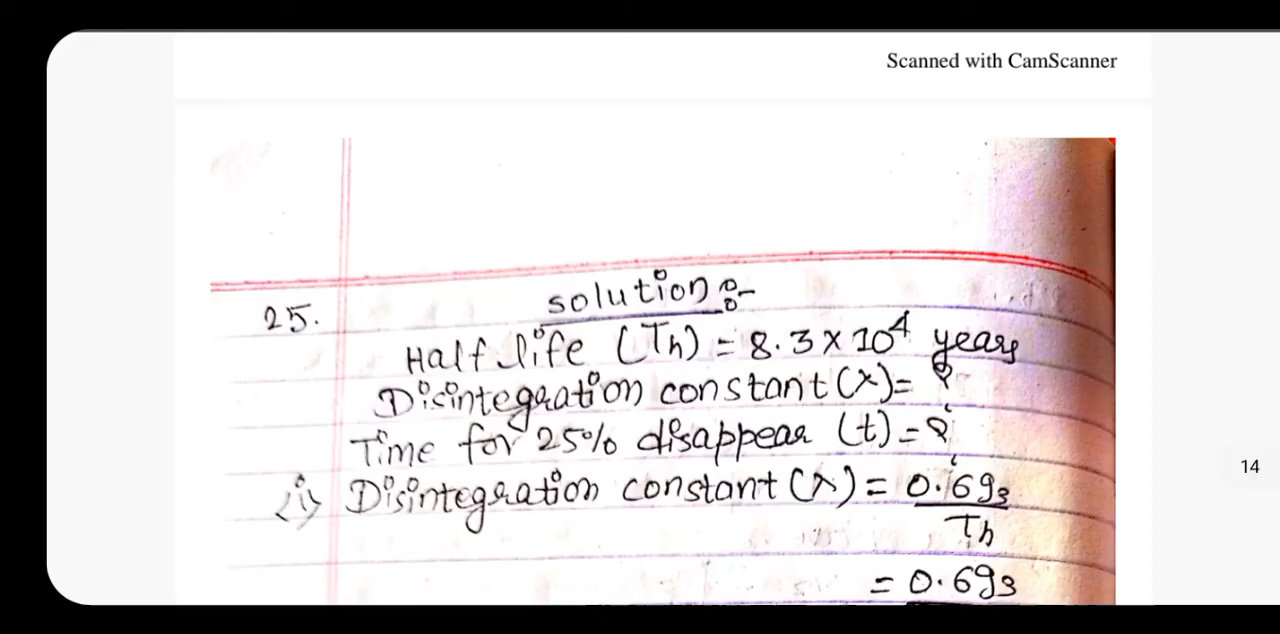 Scanned with CamScanner
25.
solution:-
Half life (Th) = 8.3 × 10⁴ years
Disintegration constant (λ) = ?
Time for 25% disappear (t) = ?
(i) Disintegration constant (λ) = 0.693
Th
= 0.693
14